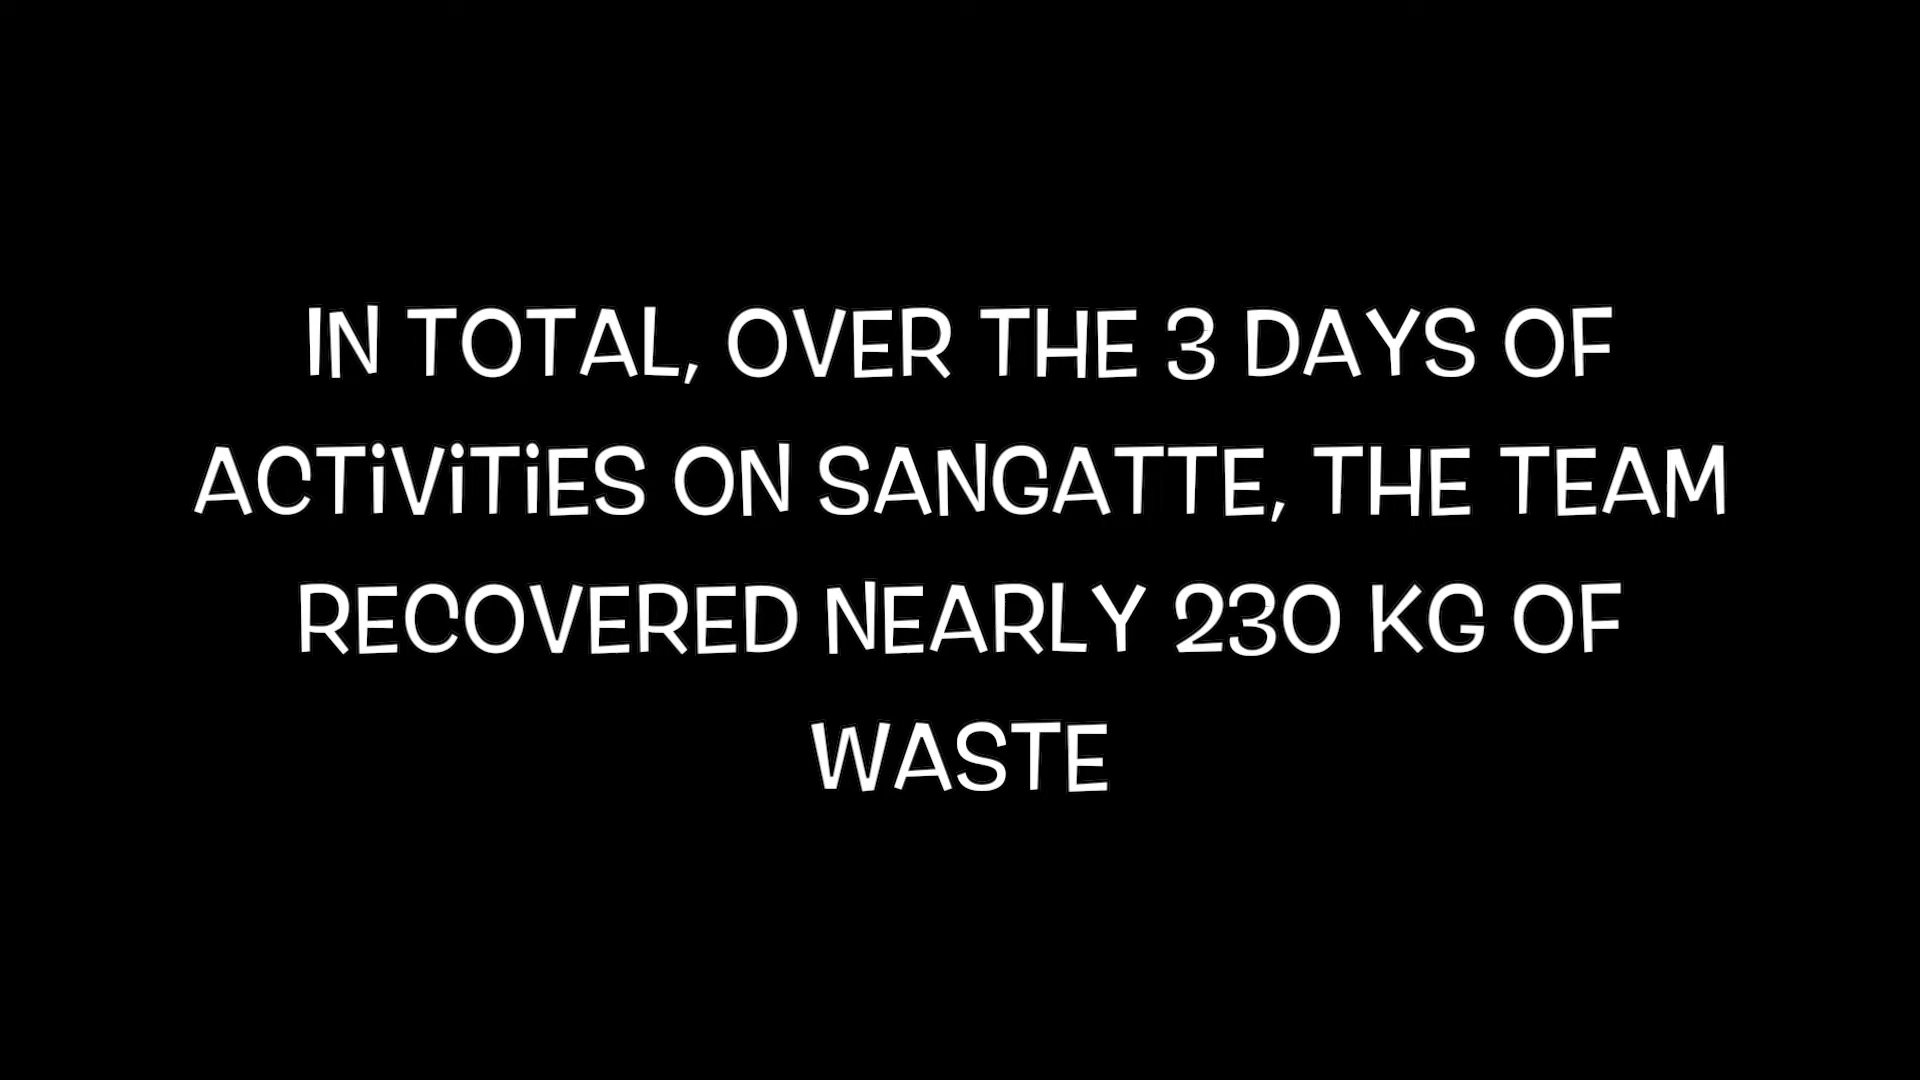 IN TOTAL, OVER THE 3 DAYS OF
ACTiViTiES ON SANGATTE, THE TEAM
RECOVERED NEARLY 230 KG OF
WASTE